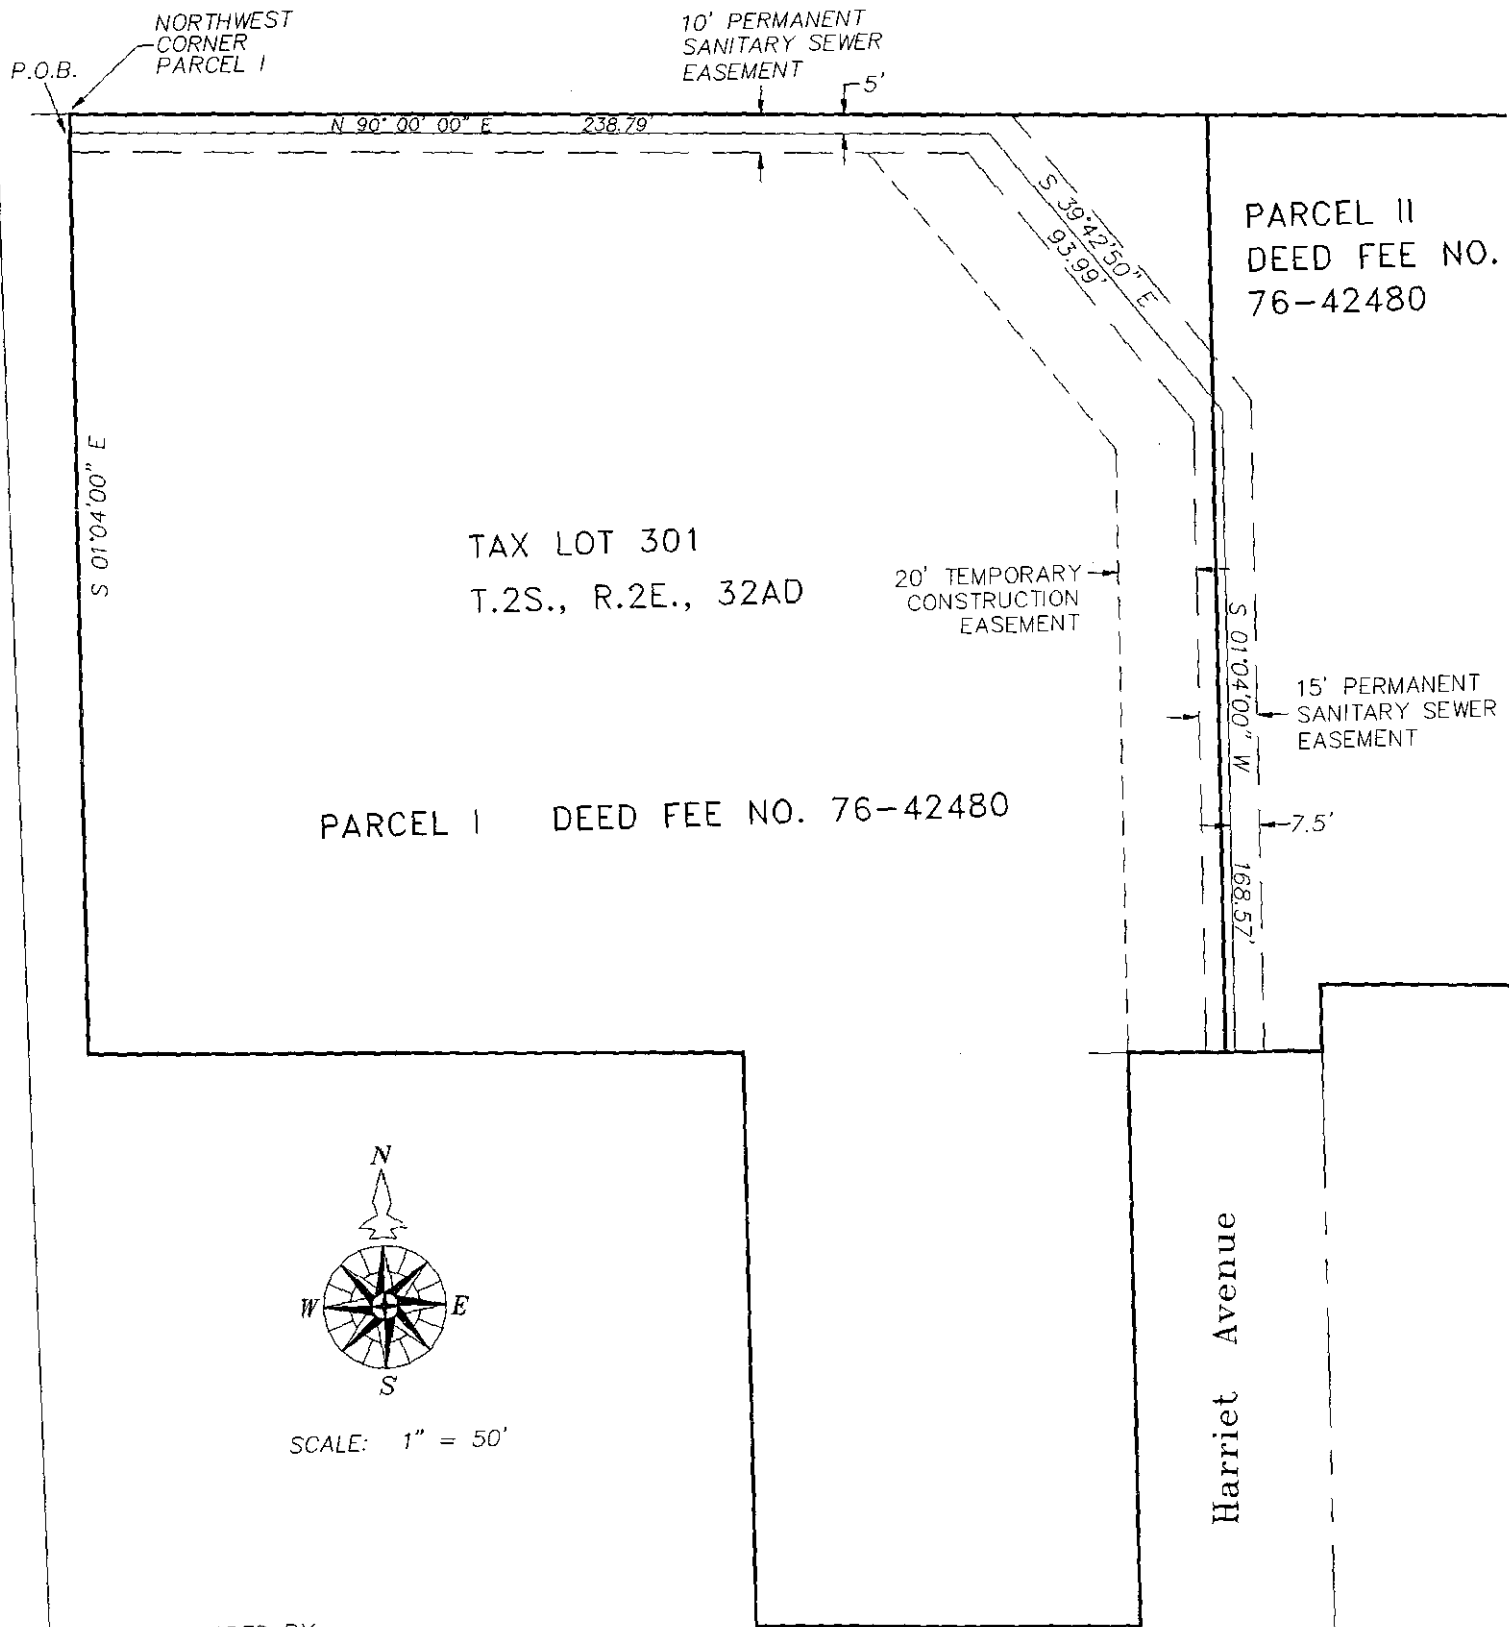 NORTHWEST
CORNER
PARCEL I
P.O.B.
10' PERMANENT
SANITARY SEWER
EASEMENT
5'
N 90° 00' 00" E 238.79'
S 39°42'50" E
93.99'
PARCEL II
DEED FEE NO.
76-42480
S 01°04'00" E
TAX LOT 301
T.2S., R.2E., 32AD
20' TEMPORARY
CONSTRUCTION
EASEMENT
S 01°04'00" W
168.57'
15' PERMANENT
SANITARY SEWER
EASEMENT
7.5'
PARCEL I DEED FEE NO. 76-42480
N
W
E
S
SCALE: 1" = 50'
Harriet Avenue